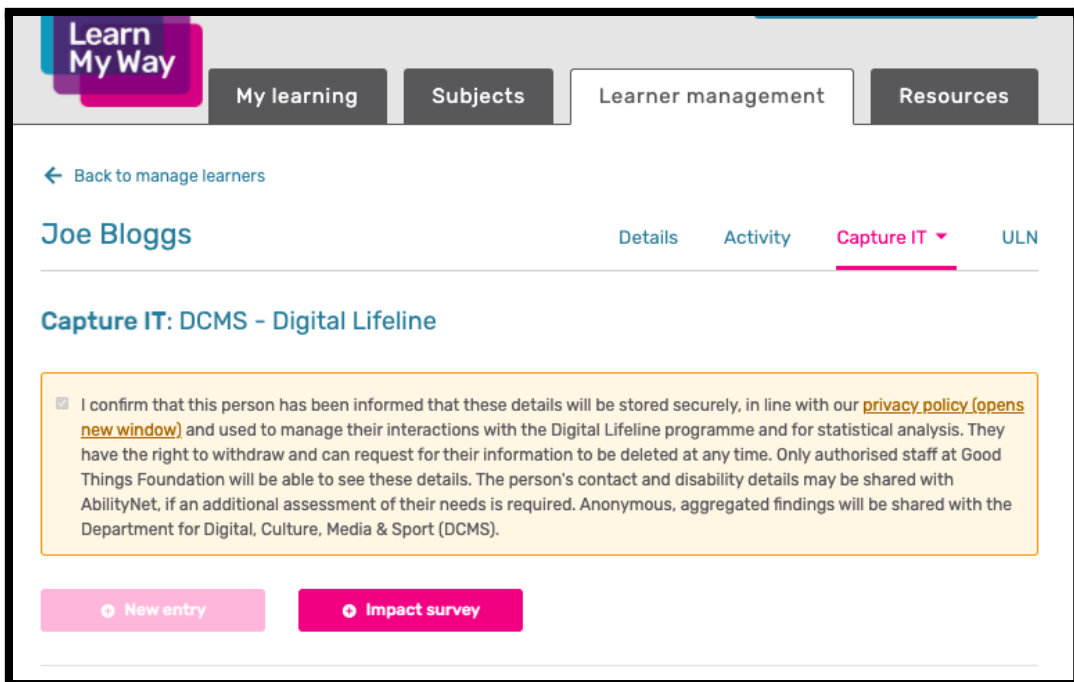 Learn
My Way
My learning
Subjects
Learner management
Resources
Back to manage learners
Joe Bloggs
Details
Activity
Capture IT
ULN
Capture IT: DCMS - Digital Lifeline
I confirm that this person has been informed that these details will be stored securely, in line with our privacy policy (opens
new window) and used to manage their interactions with the Digital Lifeline programme and for statistical analysis. They
have the right to withdraw and can request for their information to be deleted at any time. Only authorised staff at Good
Things Foundation will be able to see these details. The person's contact and disability details may be shared with
AbilityNet, if an additional assessment of their needs is required. Anonymous, aggregated findings will be shared with the
Department for Digital, Culture, Media & Sport (DCMS).
New entry
Impact survey